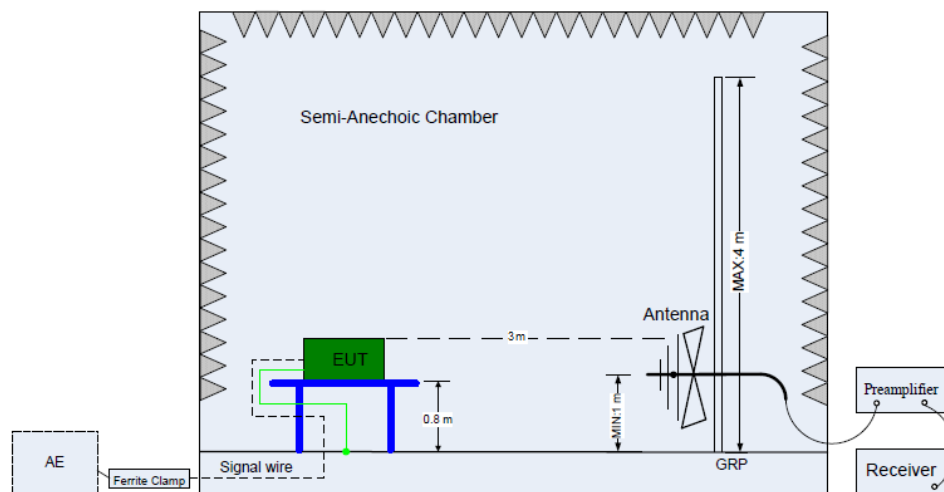 Semi-Anechoic Chamber
MAX:4 m
Antenna
3 m
EUT
MIN:1 m
0.8 m
Preamplifier
AE
Signal wire
GRP
Receiver
Ferrite Clamp